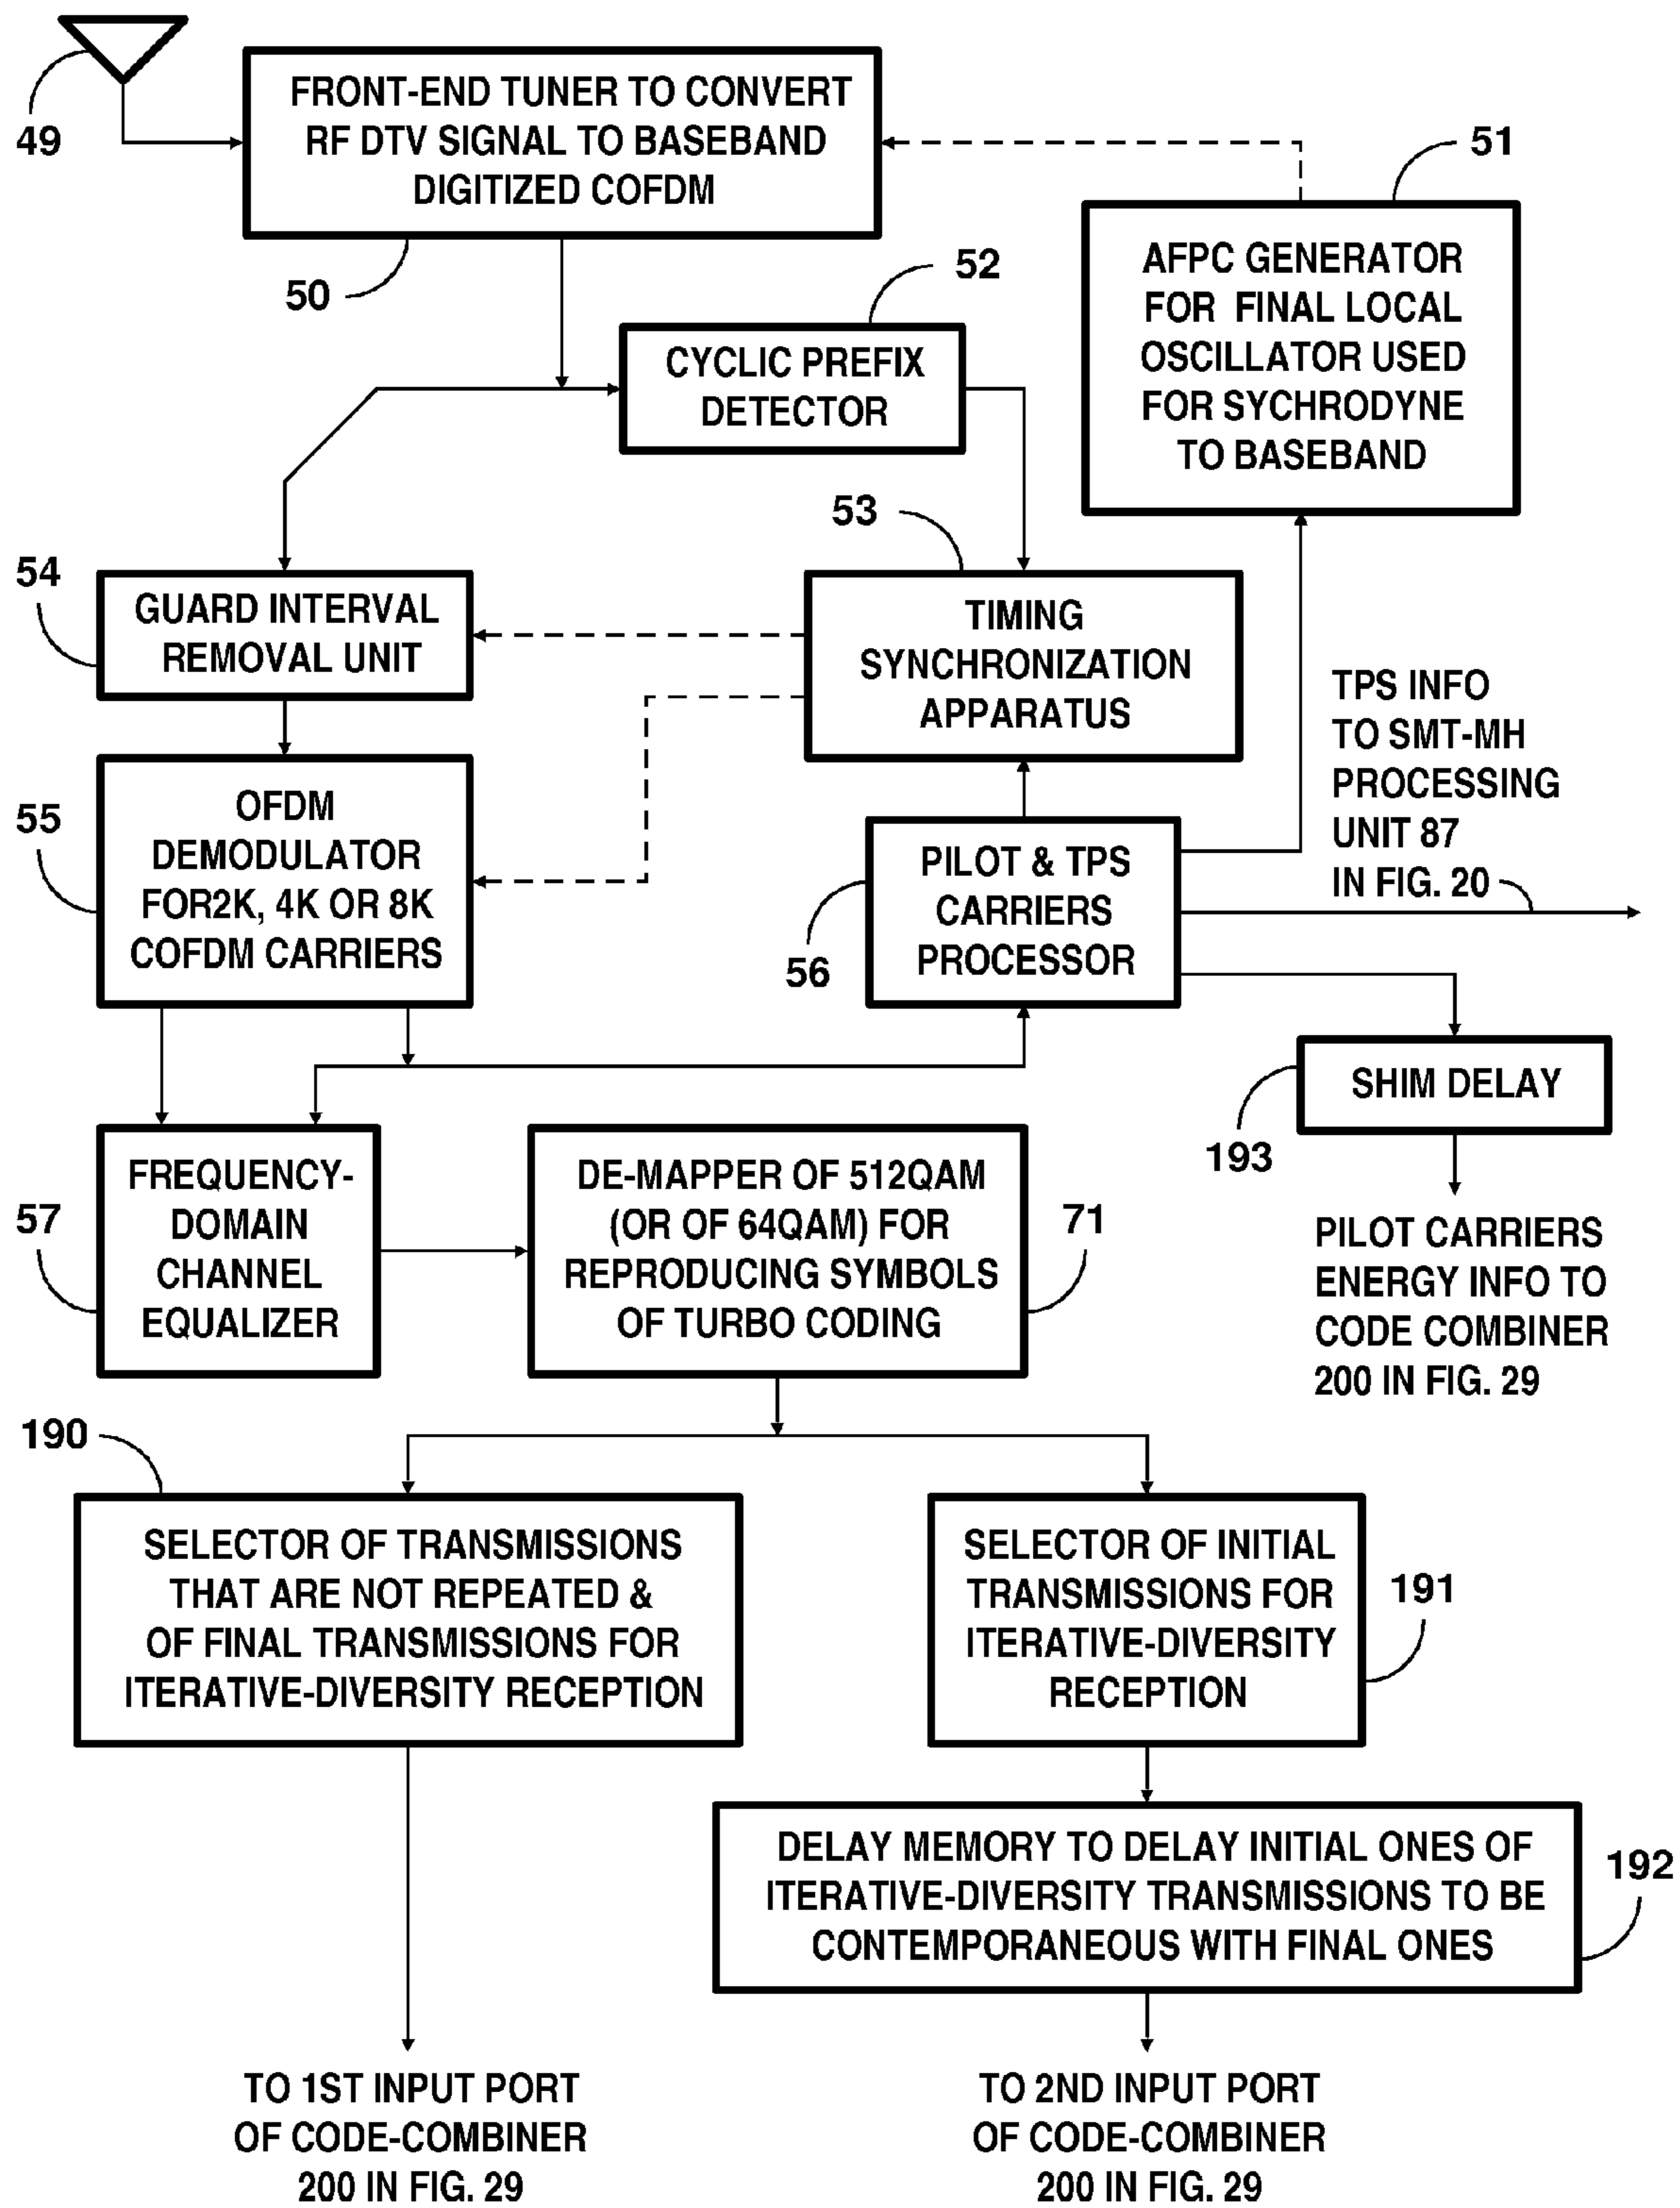 49
FRONT-END TUNER TO CONVERT
RF DTV SIGNAL TO BASEBAND
DIGITIZED COFDM
50
51
AFPC GENERATOR
FOR FINAL LOCAL
OSCILLATOR USED
FOR SYCHRODYNE
TO BASEBAND
52
CYCLIC PREFIX
DETECTOR
53
TIMING
SYNCHRONIZATION
APPARATUS
54
GUARD INTERVAL
REMOVAL UNIT
55
OFDM
DEMODULATOR
FOR2K, 4K OR 8K
COFDM CARRIERS
PILOT & TPS
CARRIERS
PROCESSOR
56
TPS INFO
TO SMT-MH
PROCESSING
UNIT 87
IN FIG. 20
SHIM DELAY
193
PILOT CARRIERS
ENERGY INFO TO
CODE COMBINER
200 IN FIG. 29
57
FREQUENCY-
DOMAIN
CHANNEL
EQUALIZER
DE-MAPPER OF 512QAM
(OR OF 64QAM) FOR
REPRODUCING SYMBOLS
OF TURBO CODING
71
190
SELECTOR OF TRANSMISSIONS
THAT ARE NOT REPEATED &
OF FINAL TRANSMISSIONS FOR
ITERATIVE-DIVERSITY RECEPTION
SELECTOR OF INITIAL
TRANSMISSIONS FOR
ITERATIVE-DIVERSITY
RECEPTION
191
DELAY MEMORY TO DELAY INITIAL ONES OF
ITERATIVE-DIVERSITY TRANSMISSIONS TO BE
CONTEMPORANEOUS WITH FINAL ONES
192
TO 1ST INPUT PORT
OF CODE-COMBINER
200 IN FIG. 29
TO 2ND INPUT PORT
OF CODE-COMBINER
200 IN FIG. 29